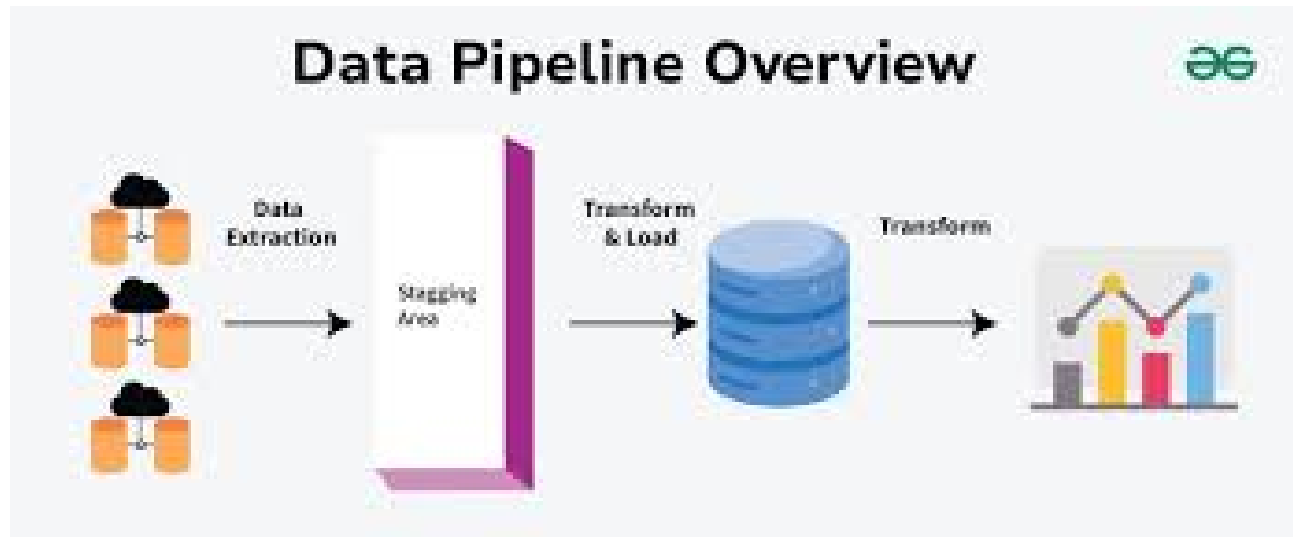 Data Pipeline Overview
Data
Extraction
Stagging
Area
Transform
& Load
Transform